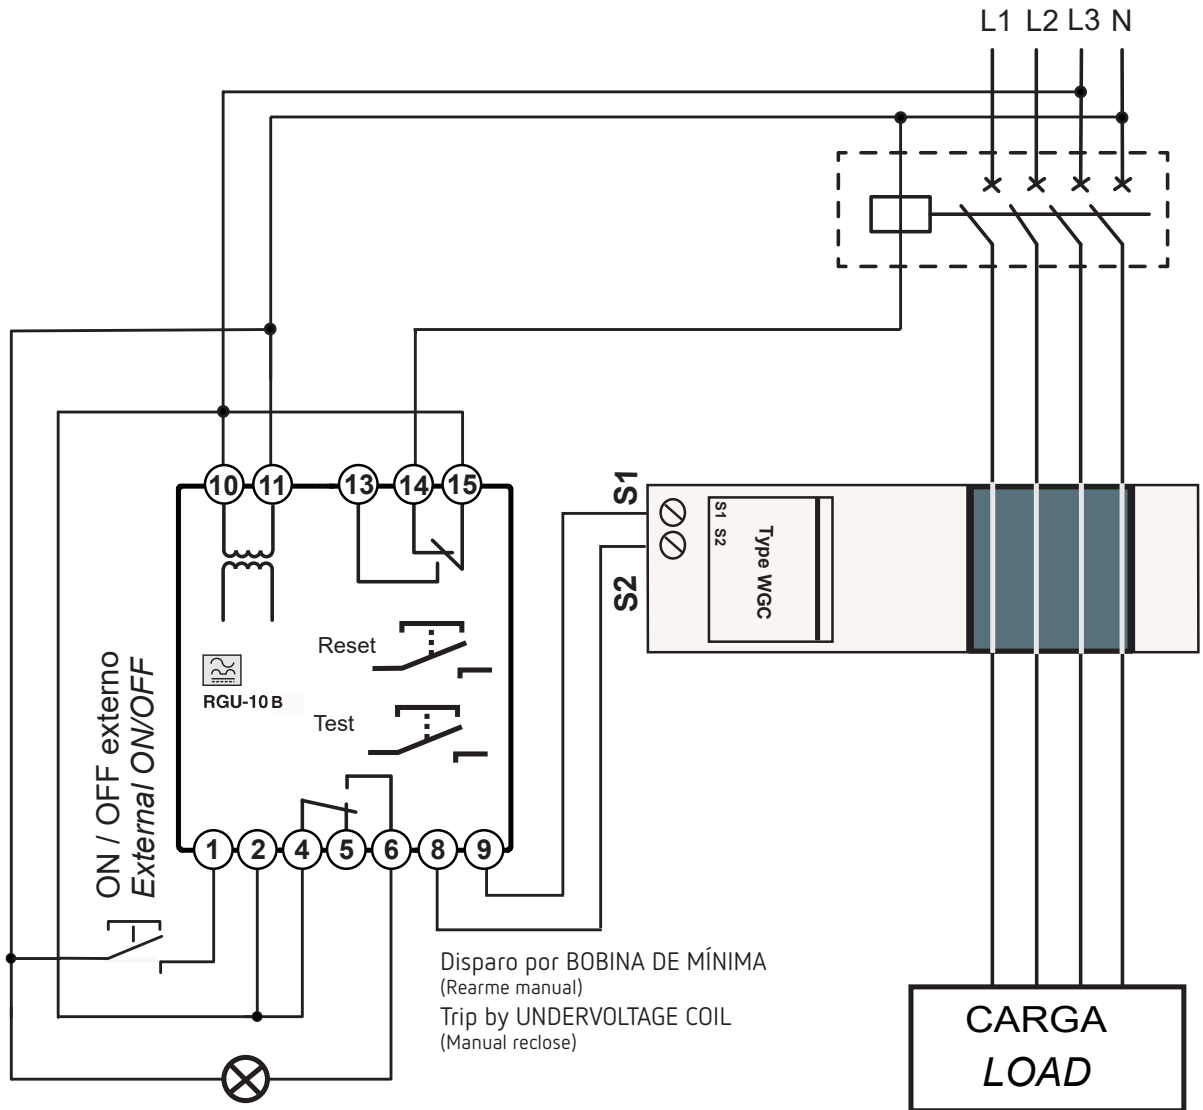 L1 L2 L3 N
10 11 13 14 15
S1
S2
S1 S2
Type WGC
Reset
RGU-10 B
Test
ON / OFF externo
External ON/OFF
1 2 4 5 6 8 9
Disparo por BOBINA DE MÍNIMA
(Rearme manual)
Trip by UNDERVOLTAGE COIL
(Manual reclose)
CARGA
LOAD